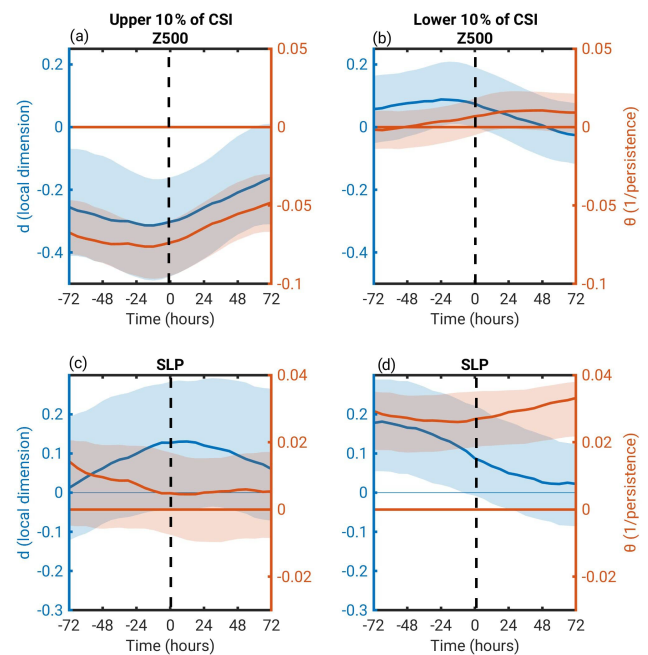 Upper 10% of CSI
Lower 10% of CSI
(a)
Z500
(b)
Z500
0.2
0
-0.2
-0.4
d (local dimension)
0.05
0
-0.05
-0.1
-72 -48 -24 0 24 48 72
Time (hours)
0.2
0
-0.2
-0.4
0.05
0
-0.05
-0.1
θ (1/persistence)
-72 -48 -24 0 24 48 72
Time (hours)
(c)
SLP
(d)
SLP
0.2
0.1
0
-0.1
-0.2
-0.3
d (local dimension)
0.04
0.02
0
-0.02
-72 -48 -24 0 24 48 72
Time (hours)
0.2
0.1
0
0.1
-0.2
-0.3
d (local dimension)
0.04
0.02
0
-0.02
θ (1/persistence)
-72 -48 -24 0 24 48 72
Time (hours)